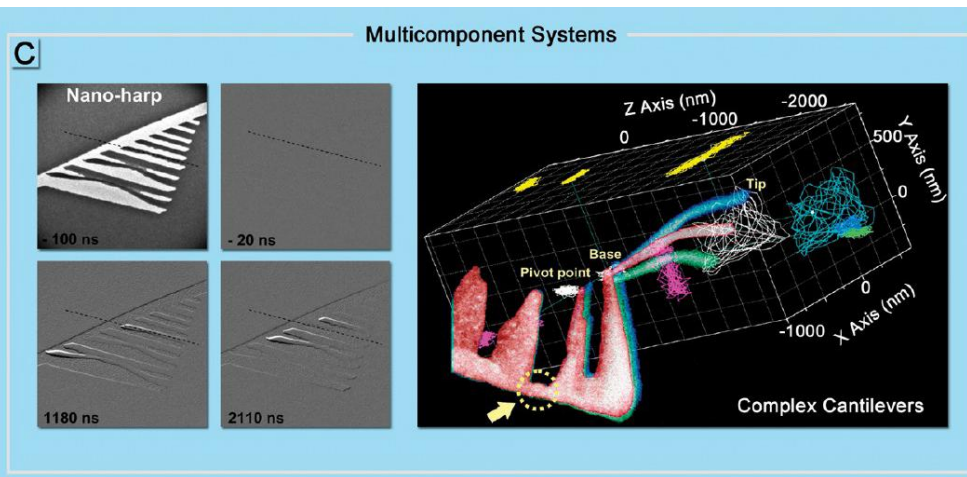 Multicomponent Systems
C
Nano-harp
- 100 ns
- 20 ns
1180 ns
2110 ns
Z Axis (nm)
0
-1000
-2000
Y Axis (nm)
500
0
X Axis (nm)
0
-1000
Tip
Base
Pivot point
Complex Cantilevers